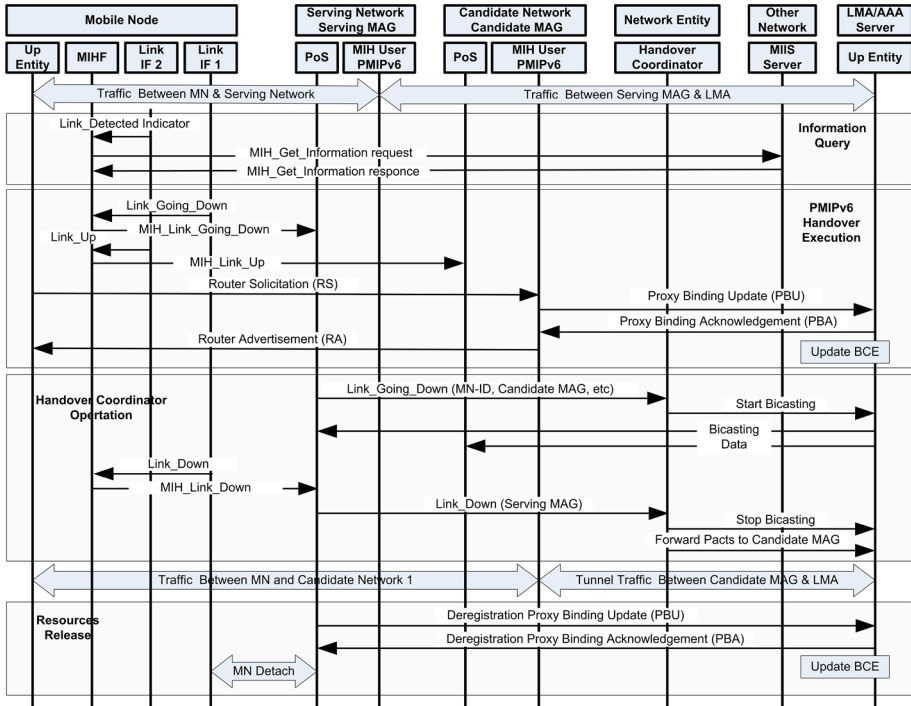 Mobile Node
Serving Network
Serving MAG
Candidate Network
Candidate MAG
Network Entity
Other
Network
LMA/AAA
Server
Up
Entity
MIHF
Link
IF 2
Link
IF 1
PoS
MIH User
PMIPv6
PoS
MIH User
PMIPv6
Handover
Coordinator
MIIS
Server
Up Entity
Traffic Between MN & Serving Network
Traffic Between Serving MAG & LMA
Link_Detected Indicator
Information
Query
MIH_Get_Information request
MIH_Get_Information responce
Link_Going_Down
PMIPv6
Handover
Execution
MIH_Link_Going_Down
Link_Up
MIH_Link_Up
Router Solicitation (RS)
Proxy Binding Update (PBU)
Proxy Binding Acknowledgement (PBA)
Router Advertisement (RA)
Update BCE
Handover Coordinator
Opertation
Link_Going_Down (MN-ID, Candidate MAG, etc)
Start Bicasting
Bicasting
Data
Link_Down
MIH_Link_Down
Link_Down (Serving MAG)
Stop Bicasting
Forward Pacts to Candidate MAG
Traffic Between MN and Candidate Network 1
Tunnel Traffic Between Candidate MAG & LMA
Resources
Release
Deregistration Proxy Binding Update (PBU)
Deregistration Proxy Binding Acknowledgement (PBA)
MN Detach
Update BCE